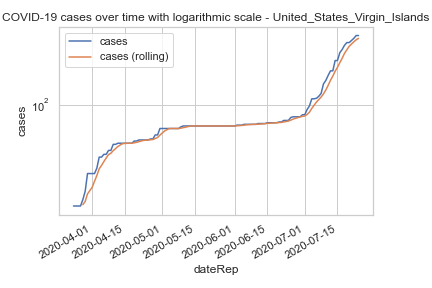 COVID-19 cases over time with logarithmic scale - United_States_Virgin_Islands
cases
cases (rolling)
10²
cases
2020-04-01
2020-04-15
2020-05-01
2020-05-15
2020-06-01
2020-06-15
2020-07-01
2020-07-15
dateRep